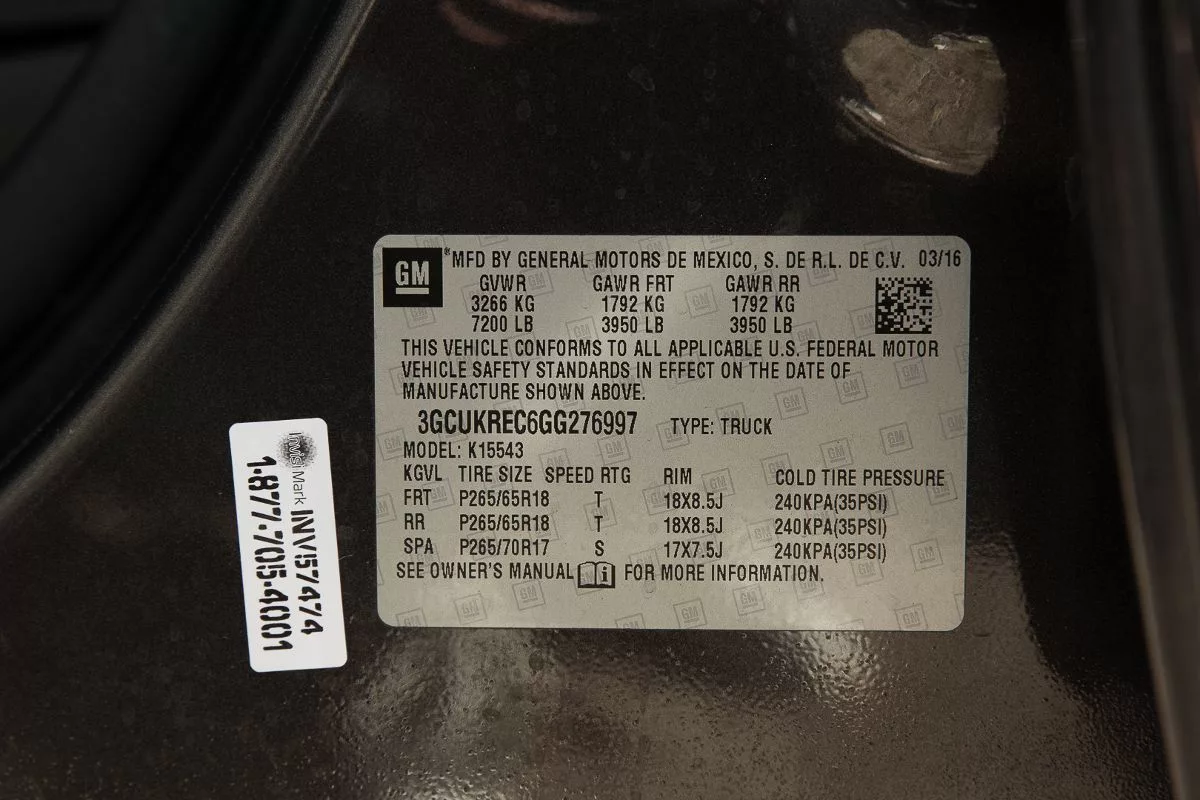 GM
®MFD BY GENERAL MOTORS DE MEXICO, S. DE R.L. DE C.V. 03/16
GVWR GAWR FRT GAWR RR
3266 KG 1792 KG 1792 KG
7200 LB 3950 LB 3950 LB
THIS VEHICLE CONFORMS TO ALL APPLICABLE U.S. FEDERAL MOTOR
VEHICLE SAFETY STANDARDS IN EFFECT ON THE DATE OF
MANUFACTURE SHOWN ABOVE.
3GCUKREC6GG276997 TYPE: TRUCK
MODEL: K15543
KGVL TIRE SIZE SPEED RTG RIM COLD TIRE PRESSURE
FRT P265/65R18 T 18X8.5J 240KPA(35PSI)
RR P265/65R18 T 18X8.5J 240KPA(35PSI)
SPA P265/70R17 S 17X7.5J 240KPA(35PSI)
SEE OWNER'S MANUAL i FOR MORE INFORMATION.
InvisiMark INV57474
1-877-705-4001